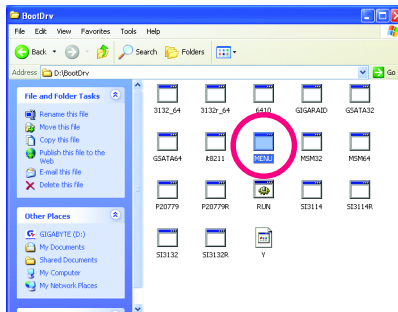 BootDrv
File Edit View Favorites Tools Help
Back Search Folders
Address D:\BootDrv Go
File and Folder Tasks
Rename this file
Move this file
Copy this file
Publish this file to the
Web
E-mail this file
Delete this file
Other Places
GIGABYTE (D:)
My Documents
Shared Documents
My Computer
My Network Places
3132_64 3132r_64 6410 GIGARAID GSATA32
GSATA64 it8211 MENU MSM32 MSM64
P20779 P20779R RUN SI3114 SI3114R
SI3132 SI3132R Y